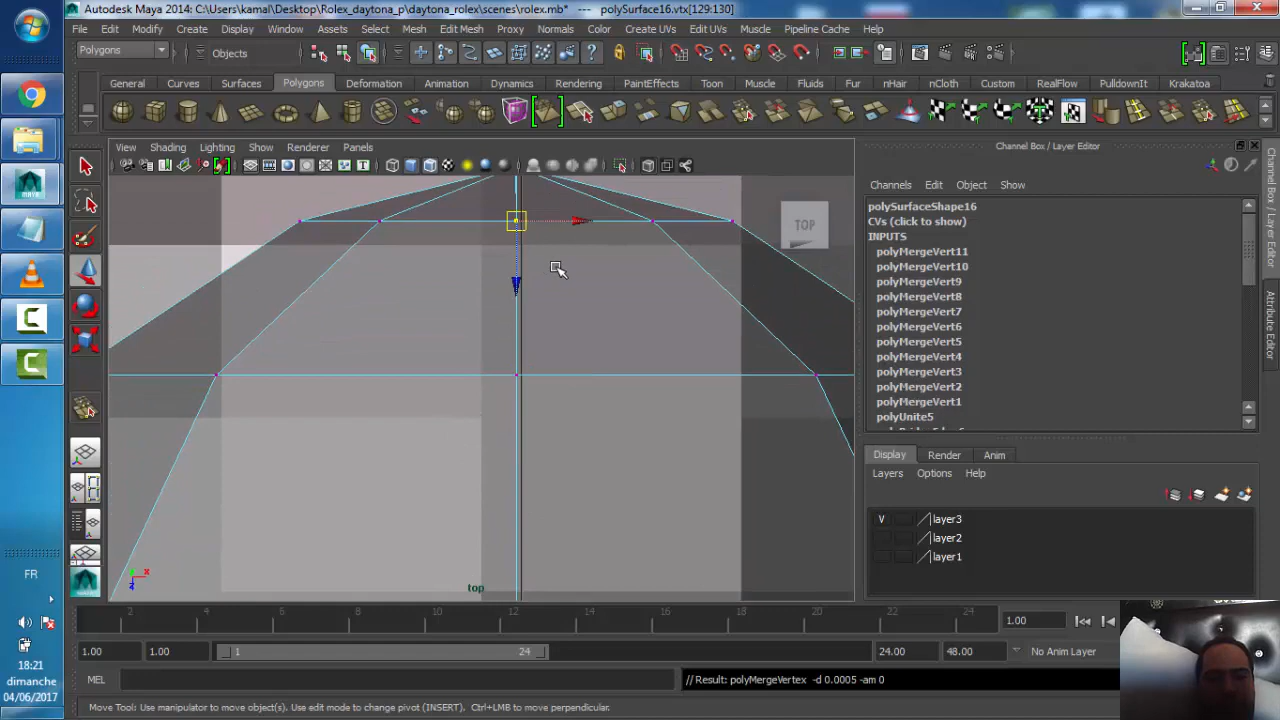 Autodesk Maya 2014: C:\Users\kamal\Desktop\Rolex_daytona_p\daytona_rolex\scenes\rolex.mb* --- polySurface16.vtx[129:130]
File Edit Modify Create Display Window Assets Select Mesh Edit Mesh Proxy Normals Color Create UVs Edit UVs Muscle Pipeline Cache Help
Polygons Objects
General Curves Surfaces Polygons Deformation Animation Dynamics Rendering PaintEffects Toon Muscle Fluids Fur nHair nCloth Custom RealFlow PulldownIt Krakatoa
View Shading Lighting Show Renderer Panels
Channel Box / Layer Editor
Channels Edit Object Show
polySurfaceShape16
CVs (click to show)
INPUTS
polyMergeVert11
polyMergeVert10
polyMergeVert9
polyMergeVert8
polyMergeVert7
polyMergeVert6
polyMergeVert5
polyMergeVert4
polyMergeVert3
polyMergeVert2
polyMergeVert1
polyUnite5
Channel Box / Layer Editor
Attribute Editor
TOP
x
z
top
Display Render Anim
Layers Options Help
V layer3
layer2
layer1
2 4 6 8 10 12 14 16 18 20 22 24
1.00
1.00 1.00 1 24 24.00 48.00 No Anim Layer
MEL // Result: polyMergeVertex -d 0.0005 -am 0
Move Tool: Use manipulator to move object(s). Use edit mode to change pivot (INSERT). Ctrl+LMB to move perpendicular.
FR
18:21
dimanche
04/06/2017